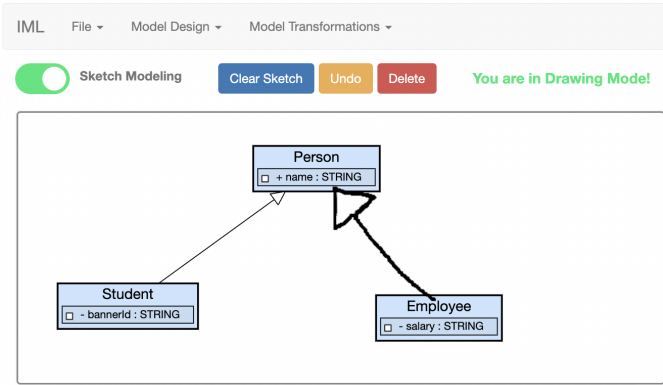 IML File Model Design Model Transformations
Sketch Modeling Clear Sketch Undo Delete You are in Drawing Mode!
Person
+ name : STRING
Student
- bannerId : STRING
Employee
- salary : STRING